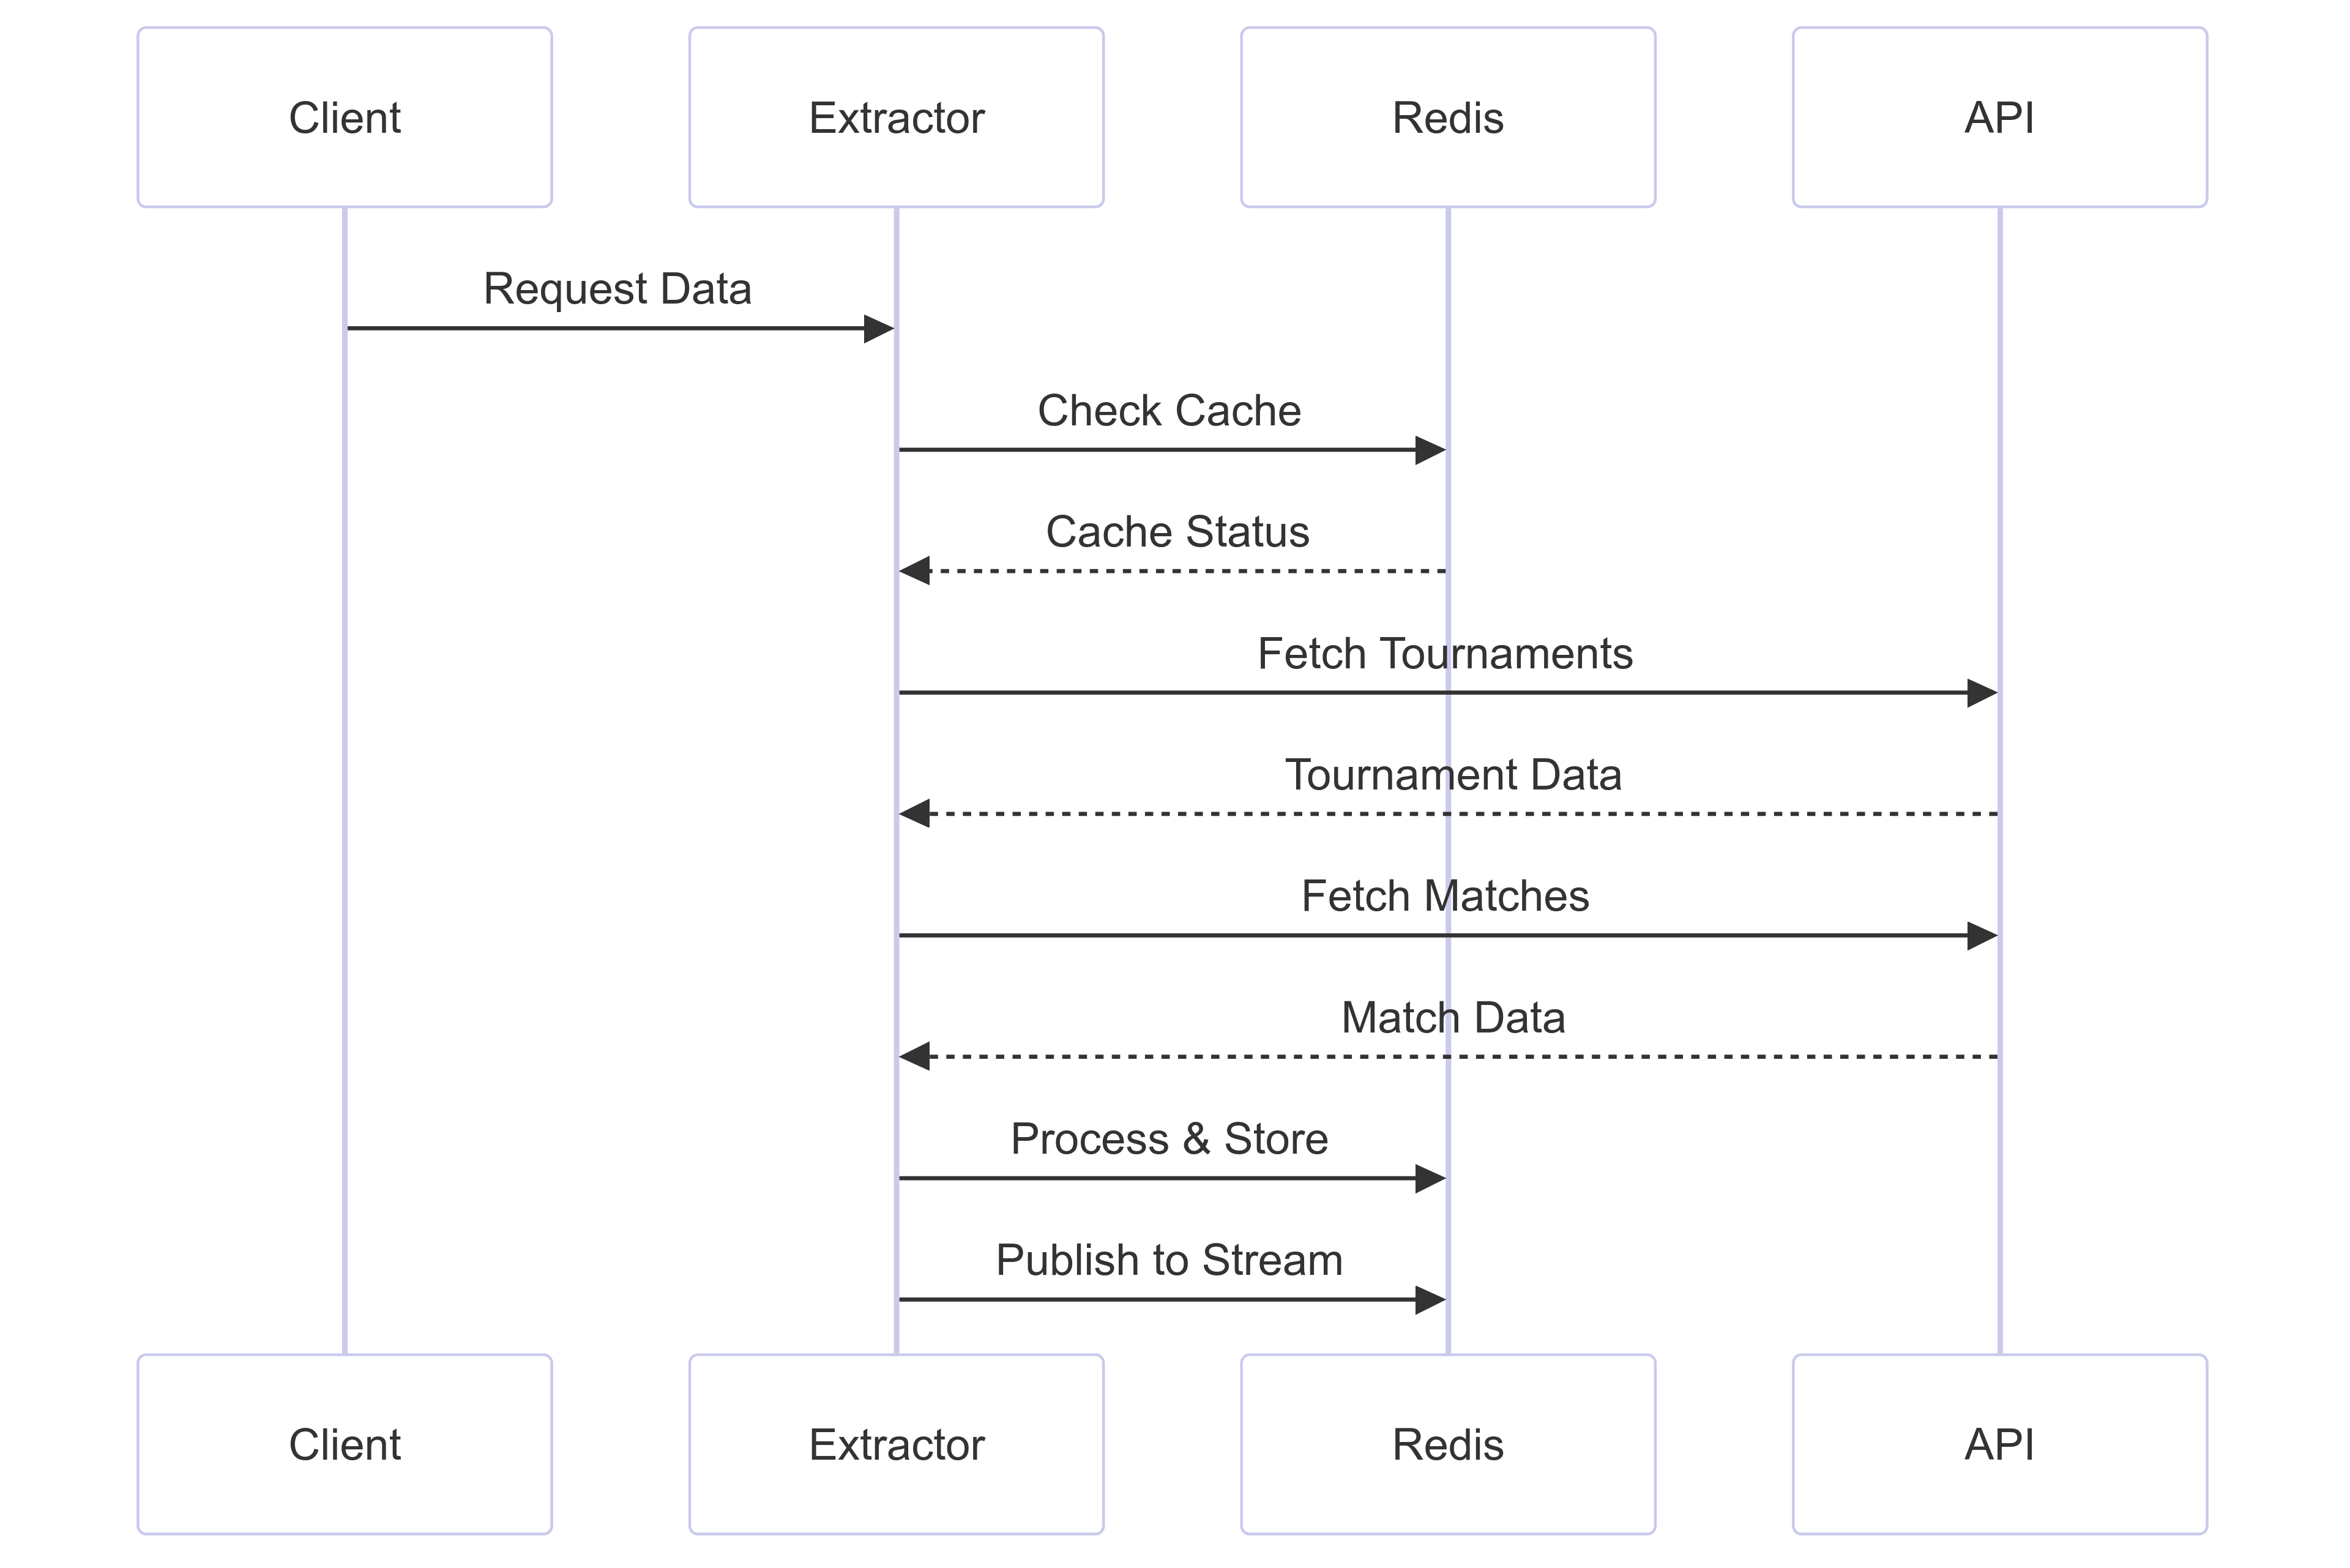 Client
Extractor
Redis
API
Request Data
Check Cache
Cache Status
Fetch Tournaments
Tournament Data
Fetch Matches
Match Data
Process & Store
Publish to Stream
Client
Extractor
Redis
API